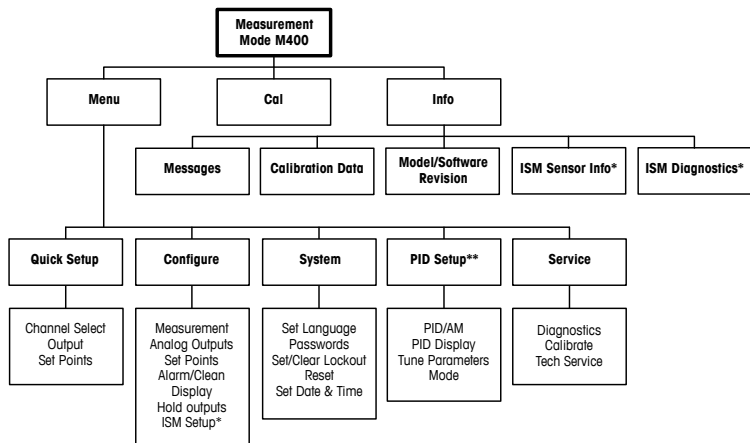 Measurement
Mode M400
Menu
Cal
Info
Messages
Calibration Data
Model/Software
Revision
ISM Sensor Info*
ISM Diagnostics*
Quick Setup
Configure
System
PID Setup**
Service
Channel Select
Output
Set Points
Measurement
Analog Outputs
Set Points
Alarm/Clean
Display
Hold outputs
ISM Setup*
Set Language
Passwords
Set/Clear Lockout
Reset
Set Date & Time
PID/AM
PID Display
Tune Parameters
Mode
Diagnostics
Calibrate
Tech Service